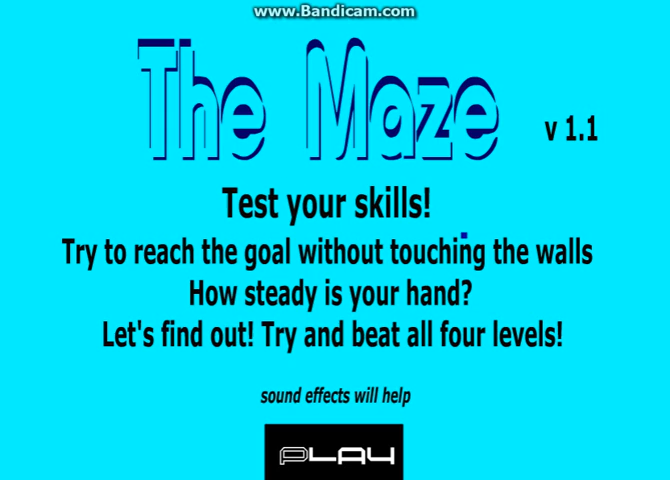 www.Bandicam.com
The Maze
v 1.1
Test your skills!
Try to reach the goal without touching the walls
How steady is your hand?
Let's find out! Try and beat all four levels!
sound effects will help
PLAY